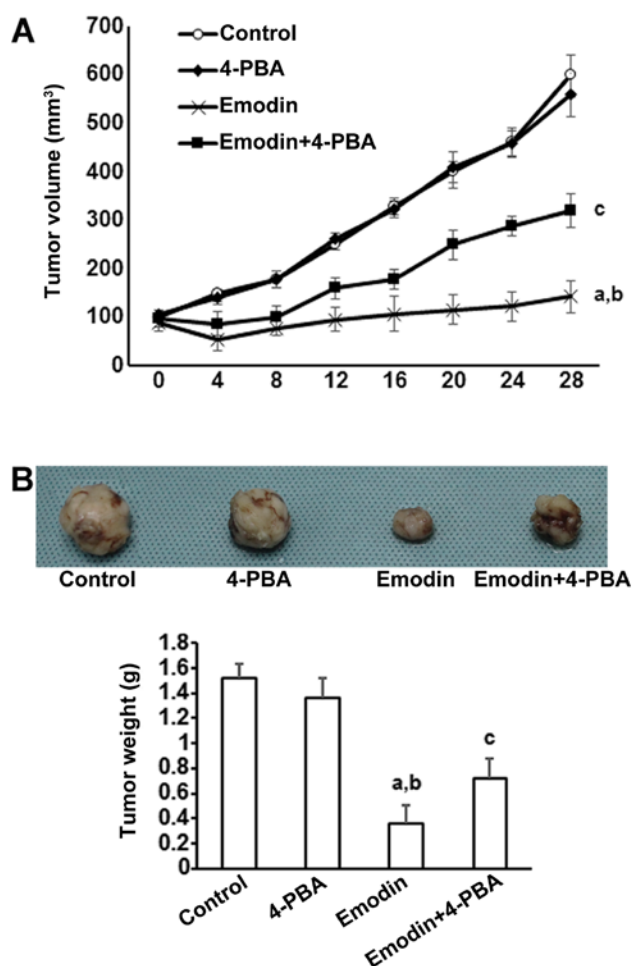 A
Tumor volume (mm³)
700
600
500
400
300
200
100
0
Control
4-PBA
Emodin
Emodin+4-PBA
c
a,b
0 4 8 12 16 20 24 28
B
Control 4-PBA Emodin Emodin+4-PBA
Tumor weight (g)
1.8
1.6
1.4
1.2
1
0.8
0.6
0.4
0.2
0
a,b
c
Control
4-PBA
Emodin
Emodin+4-PBA